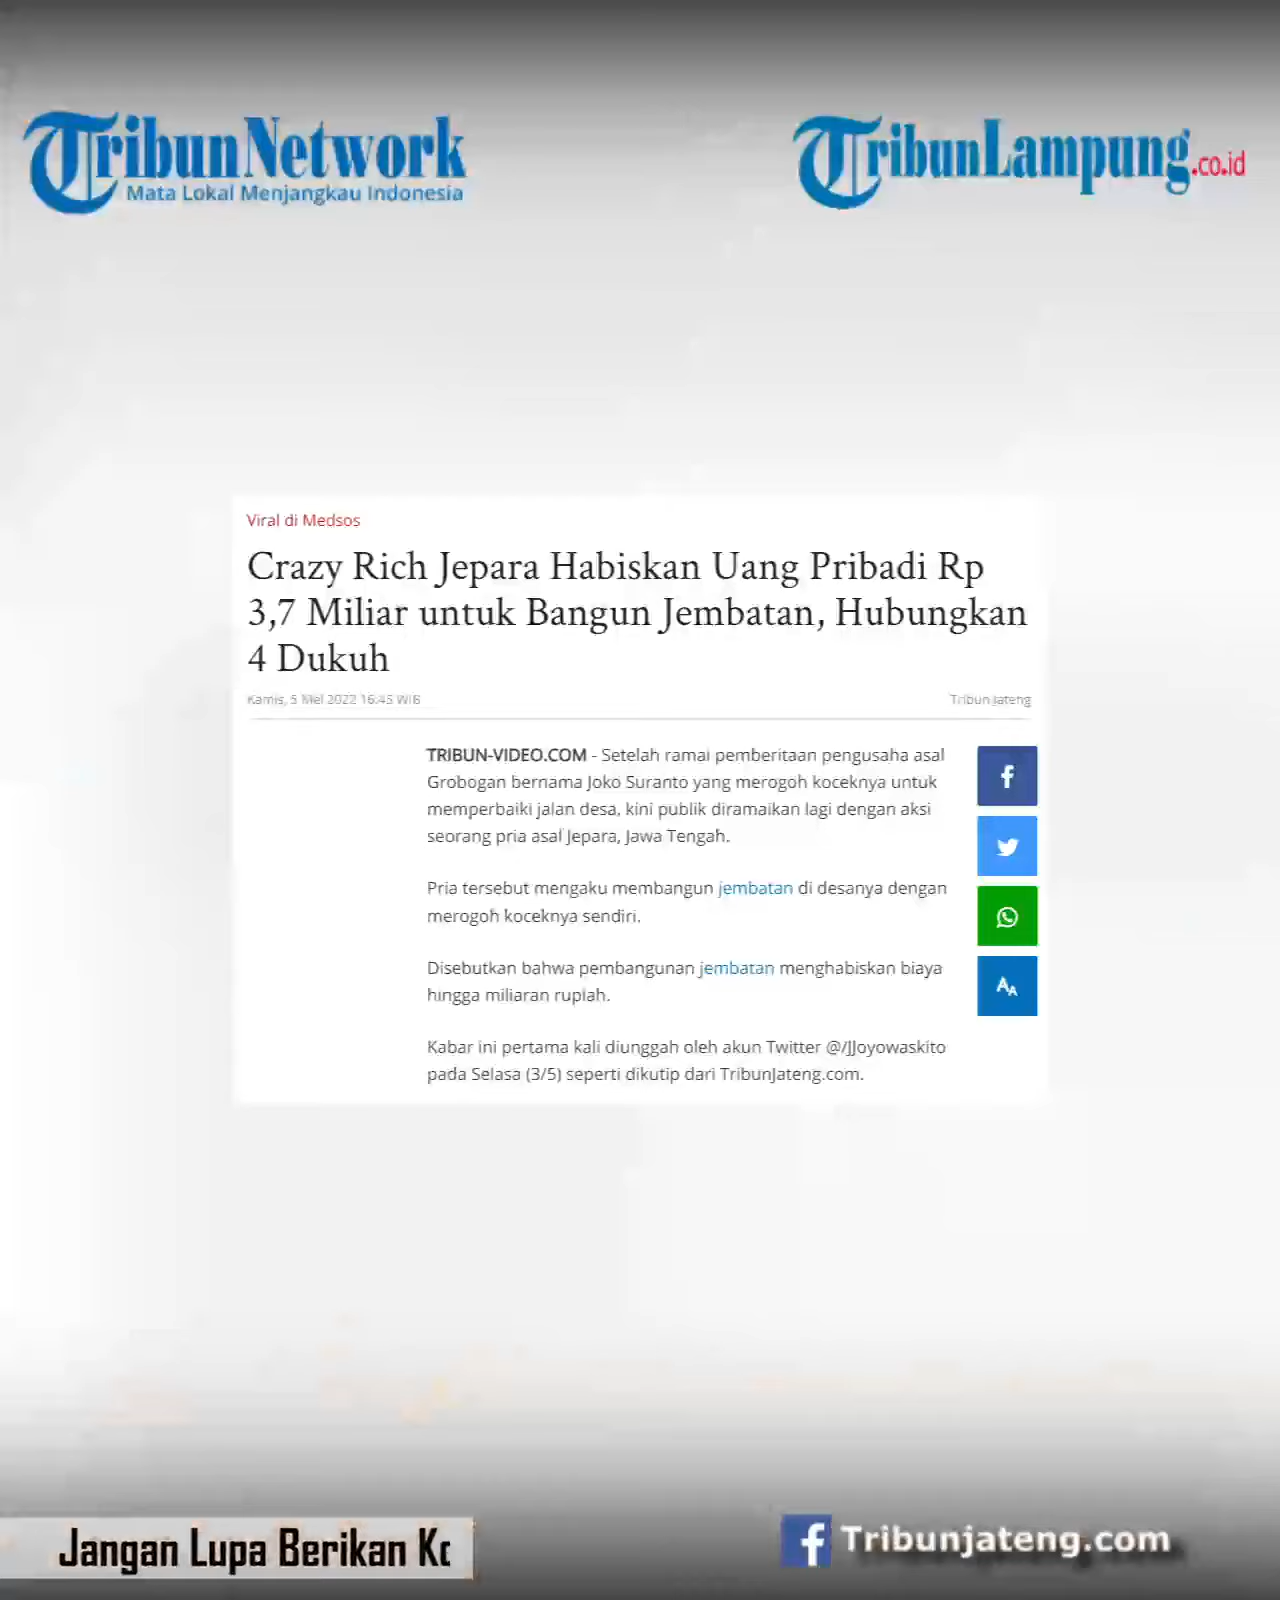 TribunNetwork
Mata Lokal Menjangkau Indonesia
TribunLampung.co.id
Viral di Medsos
Crazy Rich Jepara Habiskan Uang Pribadi Rp
3,7 Miliar untuk Bangun Jembatan, Hubungkan
4 Dukuh
Kamis, 5 Mei 2022 16:45 WIB
Tribun Jateng
TRIBUN-VIDEO.COM - Setelah ramai pemberitaan pengusaha asal
Grobogan bernama Joko Suranto yang merogoh koceknya untuk
memperbaiki jalan desa, kini publik diramaikan lagi dengan aksi
seorang pria asal Jepara, Jawa Tengah.
Pria tersebut mengaku membangun jembatan di desanya dengan
merogoh koceknya sendiri.
Disebutkan bahwa pembangunan jembatan menghabiskan biaya
hingga miliaran rupiah.
Kabar ini pertama kali diunggah oleh akun Twitter @/JJoyowaskito
pada Selasa (3/5) seperti dikutip dari TribunJateng.com.
Jangan Lupa Berikan
Tribunjateng.com